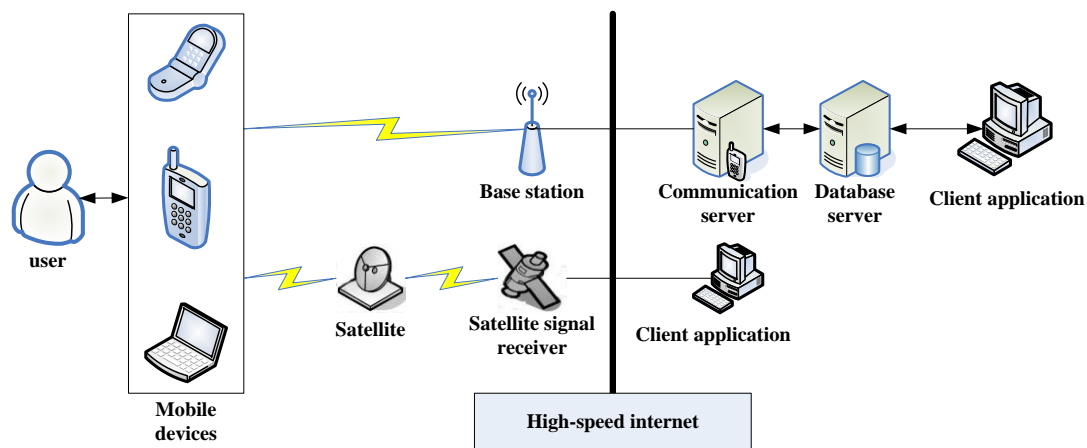 Base station
Communication
server
Database
server
Client application
user
Satellite
Satellite signal
receiver
Client application
Mobile
devices
High-speed internet